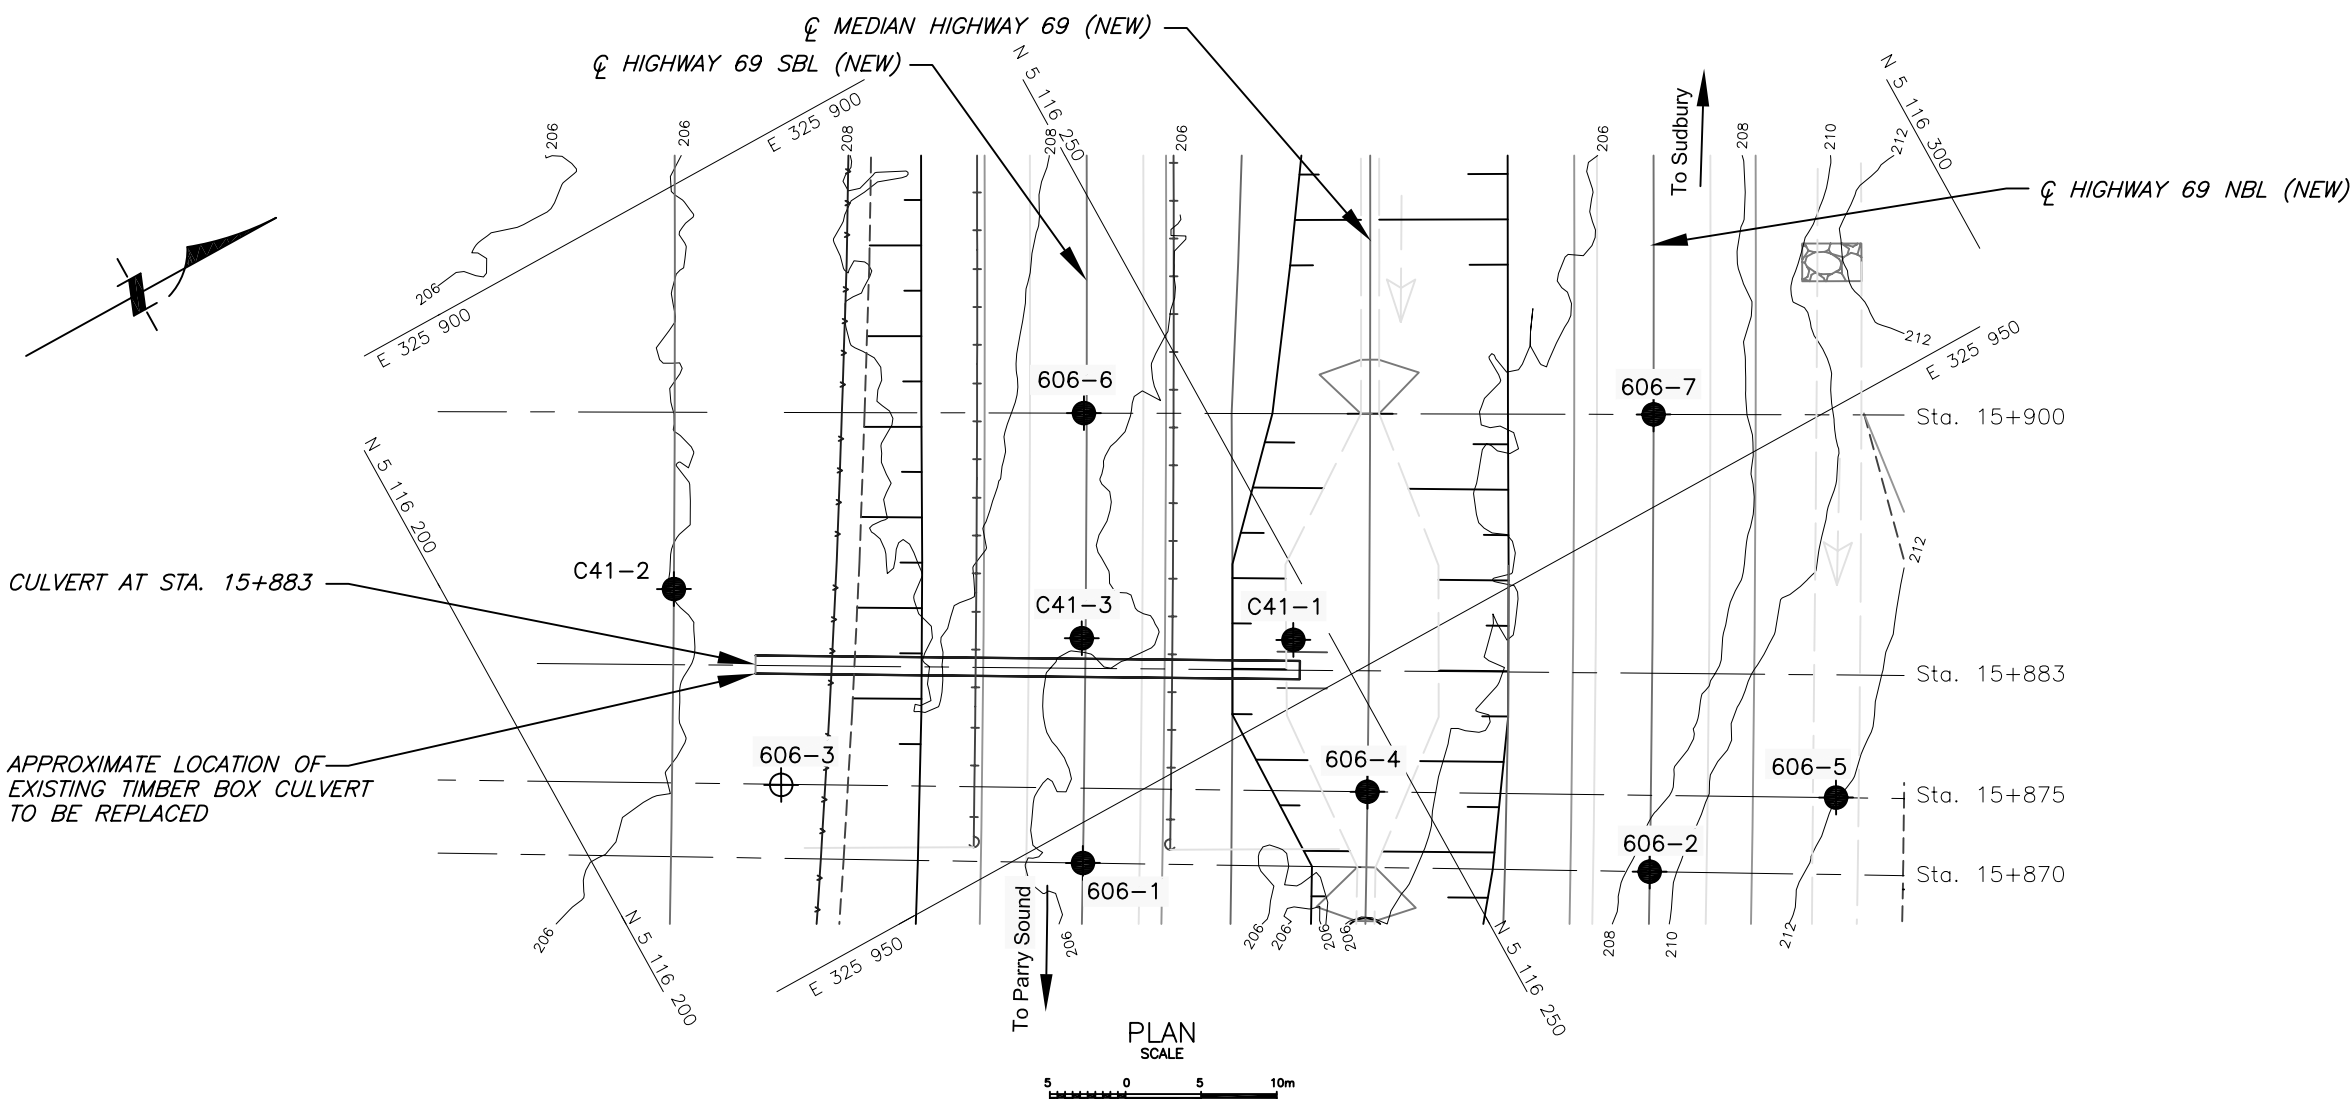 ℄ MEDIAN HIGHWAY 69 (NEW)
℄ HIGHWAY 69 SBL (NEW)
N 5 116 250
N 5 116 300
E 325 900
To Sudbury
206
206
208
208
206
206
208
210
212
℄ HIGHWAY 69 NBL (NEW)
206
E 325 900
212
E 325 950
606-6
606-7
Sta. 15+900
N 5 116 200
212
C41-2
CULVERT AT STA. 15+883
C41-3
C41-1
Sta. 15+883
606-3
606-4
606-5
APPROXIMATE LOCATION OF
EXISTING TIMBER BOX CULVERT
TO BE REPLACED
Sta. 15+875
606-2
606-1
Sta. 15+870
206
N 5 116 200
E 325 950
To Parry Sound
206
206
206
206
206
N 5 116 250
208
210
212
PLAN
SCALE
5 0 5 10m